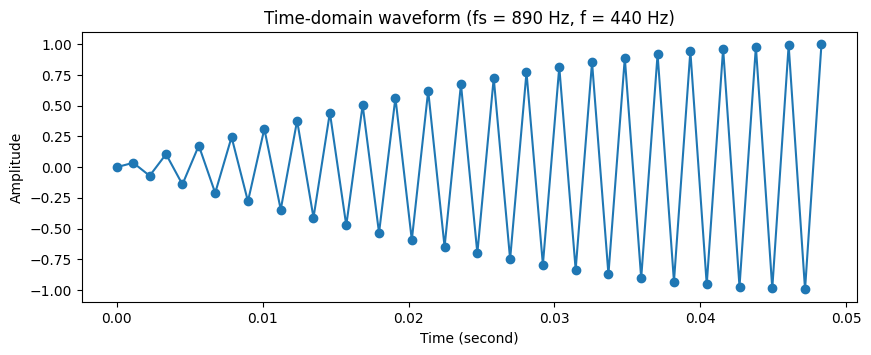 Time-domain waveform (fs = 890 Hz, f = 440 Hz)
1.00
0.75
0.50
0.25
0.00
−0.25
−0.50
−0.75
−1.00
Amplitude
0.00 0.01 0.02 0.03 0.04 0.05
Time (second)